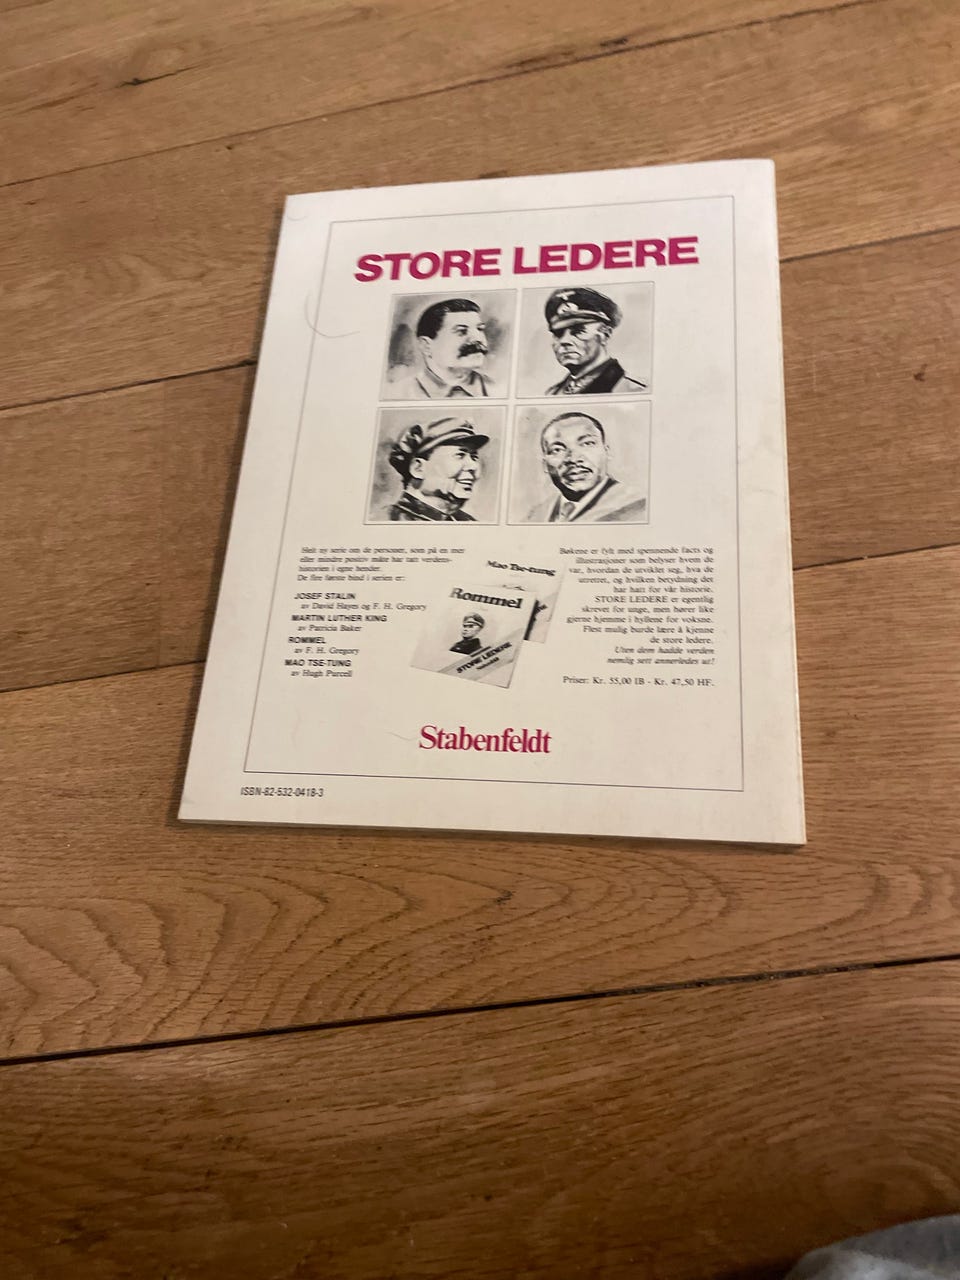 STORE LEDERE
Helt ny serie om de personer, som på en mer
eller mindre positiv måte har tatt verdens-
historien i egne hender.
De fire første bind i serien er:
JOSEF STALIN
av David Hayes og F. H. Gregory
MARTIN LUTHER KING
av Patricia Baker
ROMMEL
av F. H. Gregory
MAO TSE-TUNG
av Hugh Purcell
Mao Tse-tung
Rommel
STORE LEDERE
Bøkene er fylt med spennende facts og
illustrasjoner som belyser hvem de
var, hvordan de utviklet seg, hva de
utrettet, og hvilken betydning det
har hatt for vår historie.
STORE LEDERE er egentlig
skrevet for unge, men hører like
gjerne hjemme i hyllene for voksne.
Flest mulig burde lære å kjenne
de store ledere.
Uten dem hadde verden
nemlig sett annerledes ut!
Priser: Kr. 55,00 IB - Kr. 47,50 HF.
Stabenfeldt
ISBN-82-532-0418-3